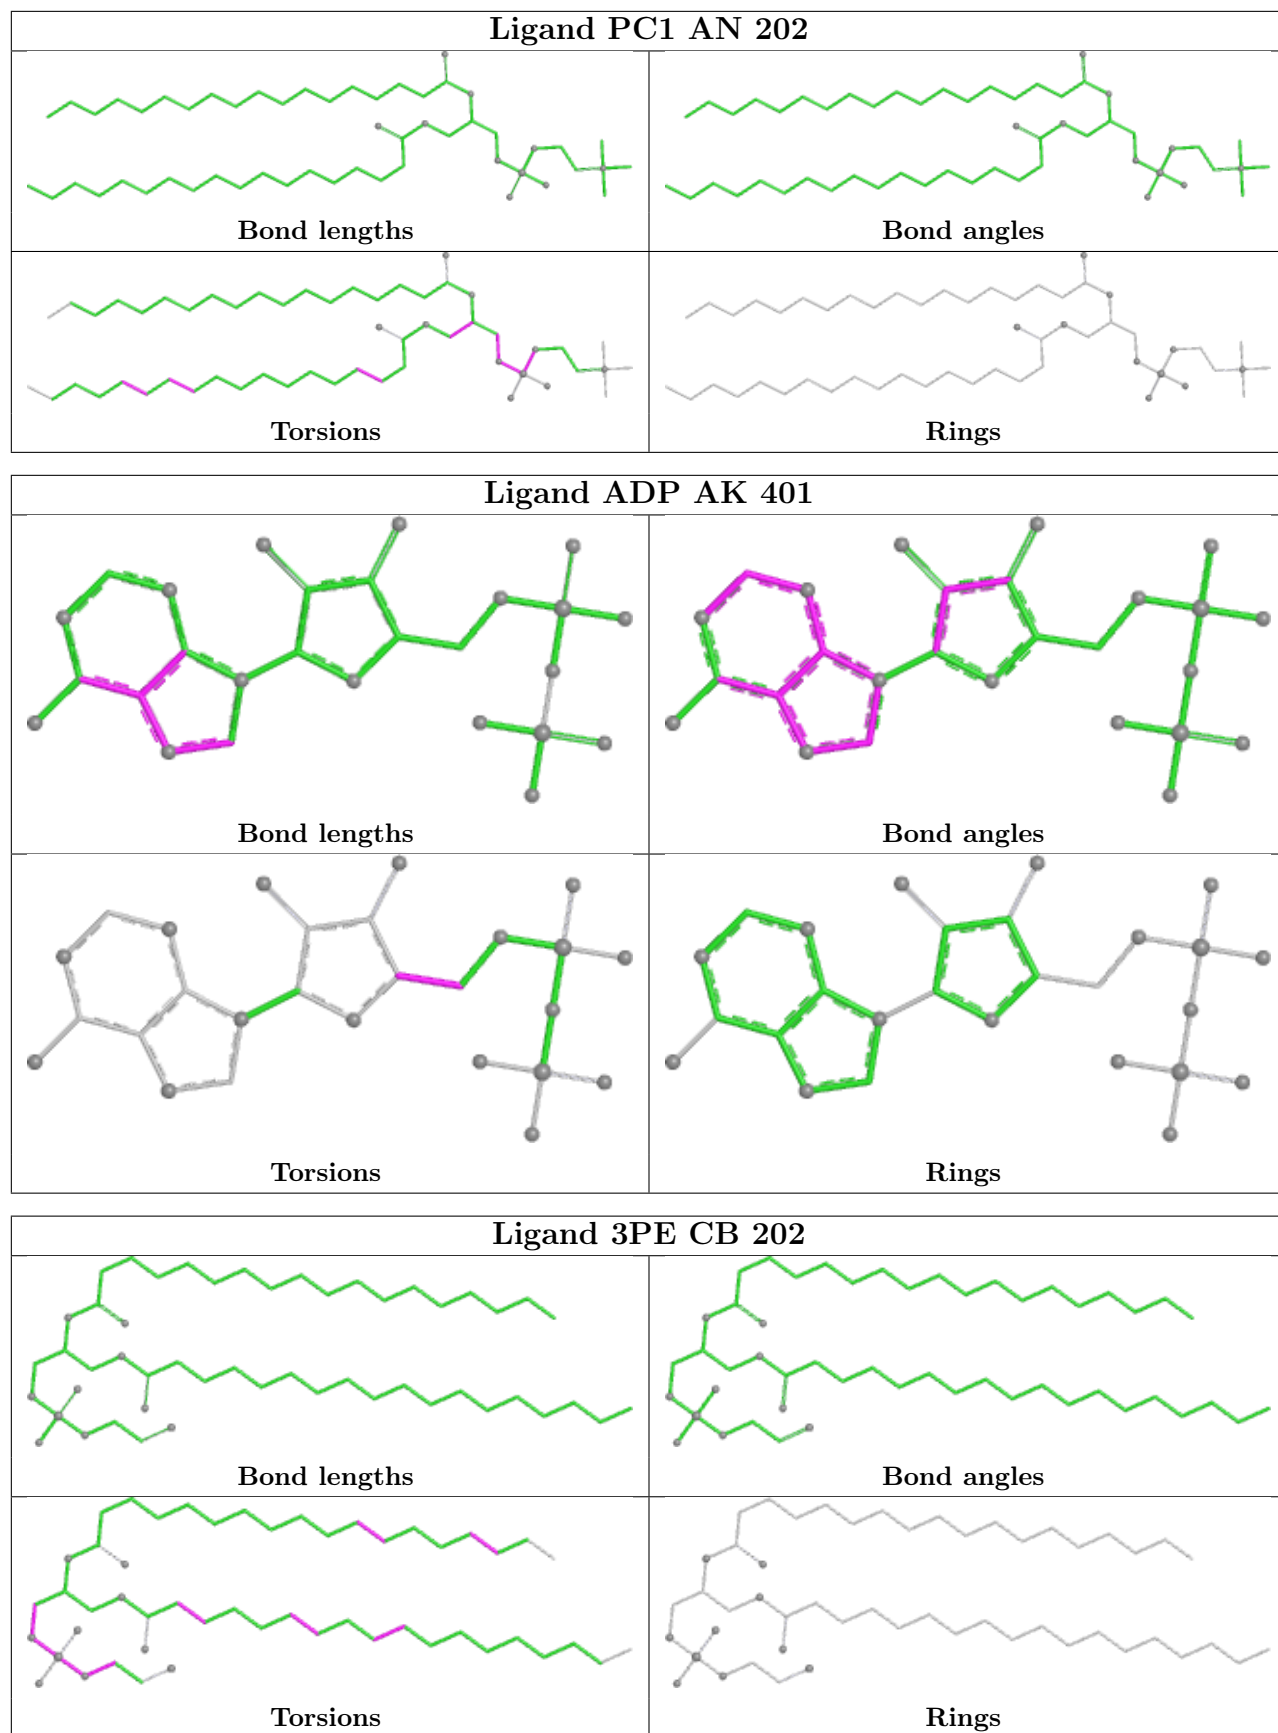 Ligand PC1 AN 202
Bond lengths
Bond angles
Torsions
Rings
Ligand ADP AK 401
Bond lengths
Bond angles
Torsions
Rings
Ligand 3PE CB 202
Bond lengths
Bond angles
Torsions
Rings